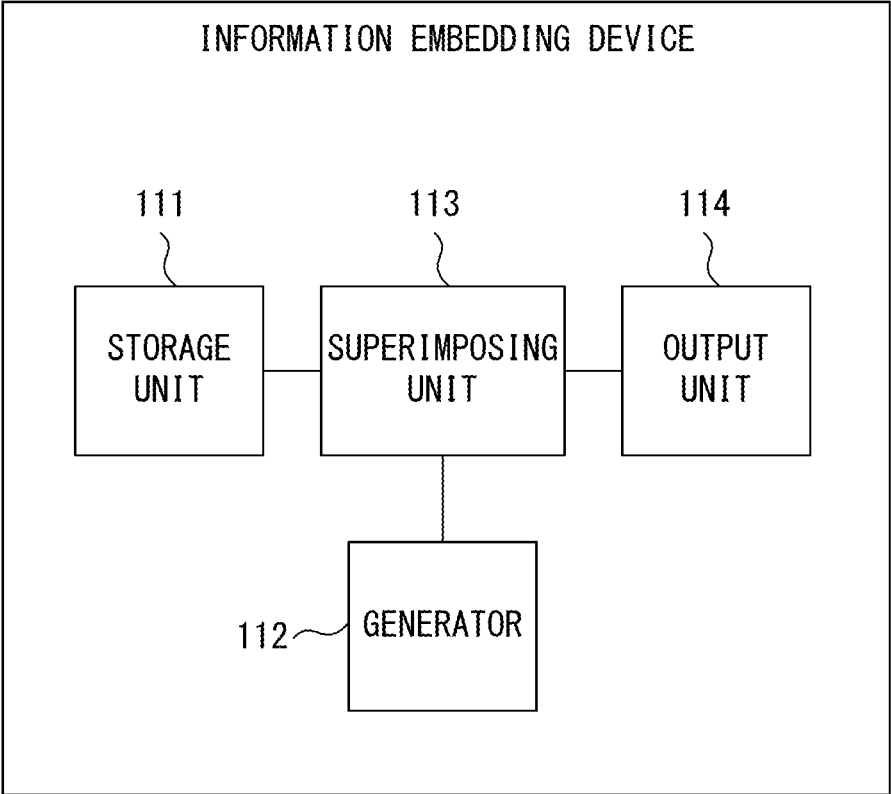 INFORMATION EMBEDDING DEVICE
111
113
114
STORAGE
UNIT
SUPERIMPOSING
UNIT
OUTPUT
UNIT
112
GENERATOR